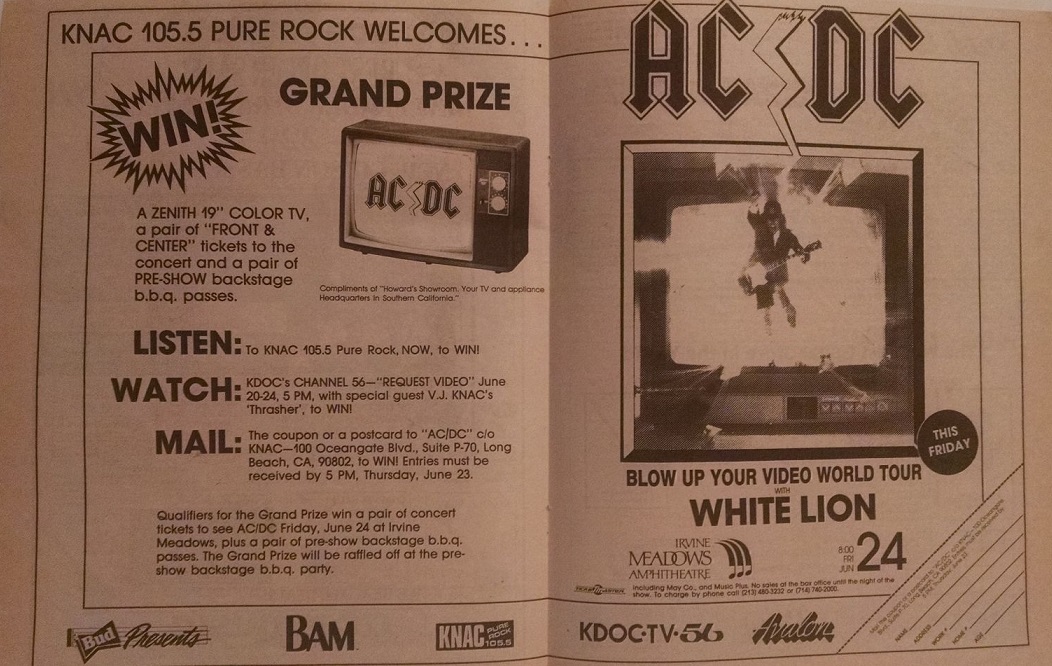 KNAC 105.5 PURE ROCK WELCOMES...
WIN!
GRAND PRIZE
AC DC
A ZENITH 19" COLOR TV,
a pair of "FRONT &
CENTER" tickets to the
concert and a pair of
PRE-SHOW backstage
b.b.q. passes.
Compliments of "Howard's Showroom. Your TV and appliance
Headquarters in Southern California."
LISTEN: To KNAC 105.5 Pure Rock, NOW, to WIN!
WATCH: KDOC's CHANNEL 56—"REQUEST VIDEO" June
20-24, 5 PM, with special guest V.J. KNAC's
'Thrasher', to WIN!
MAIL: The coupon or a postcard to "AC/DC" c/o
KNAC—100 Oceangate Blvd., Suite P-70, Long
Beach, CA, 90802, to WIN! Entries must be
received by 5 PM, Thursday, June 23.
Qualifiers for the Grand Prize win a pair of concert
tickets to see AC/DC Friday, June 24 at Irvine
Meadows, plus a pair of pre-show backstage b.b.q.
passes. The Grand Prize will be raffled off at the pre-
show backstage b.b.q. party.
Bud Presents
BAM
KNAC PURE ROCK 105.5
AC DC
THIS
FRIDAY
BLOW UP YOUR VIDEO WORLD TOUR
WITH
WHITE LION
IRVINE
MEADOWS
AMPHITHEATRE
8:00
FRI
JUN
24
including May Co., and Music Plus. No sales at the box office until the night of the
show. To charge by phone call (213) 480-3232 or (714) 740-2000.
KDOC·TV·56
Avalon
NAME
ADDRESS
WORK #
HOME #
AGE